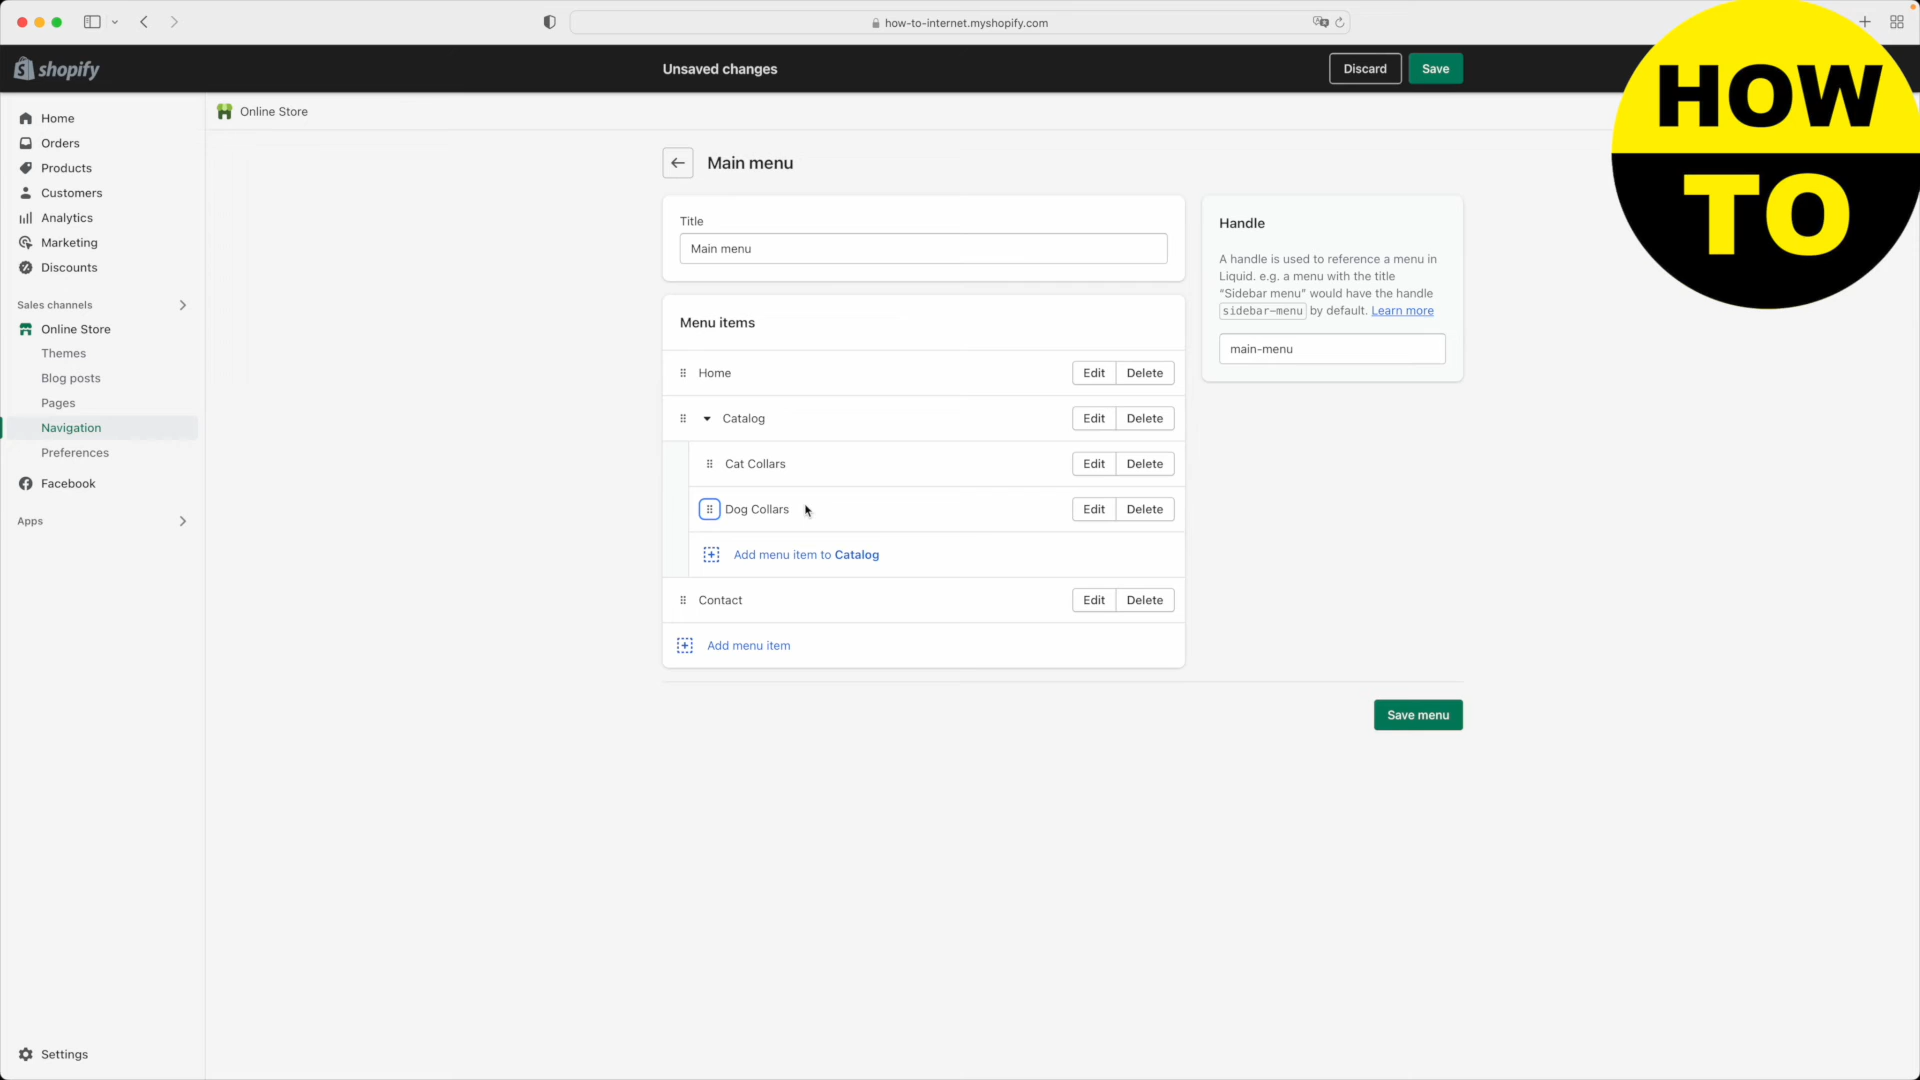 how-to-internet.myshopify.com
shopify
Unsaved changes
Discard
Save
HOW
TO
Home
Orders
Products
Customers
Analytics
Marketing
Discounts
Sales channels
Online Store
Themes
Blog posts
Pages
Navigation
Preferences
Facebook
Apps
Settings
Online Store
Main menu
Title
Main menu
Menu items
Home
Edit
Delete
Catalog
Edit
Delete
Cat Collars
Edit
Delete
Dog Collars
Edit
Delete
Add menu item to Catalog
Contact
Edit
Delete
Add menu item
Handle
A handle is used to reference a menu in
Liquid. e.g. a menu with the title
“Sidebar menu” would have the handle
sidebar-menu by default. Learn more
main-menu
Save menu